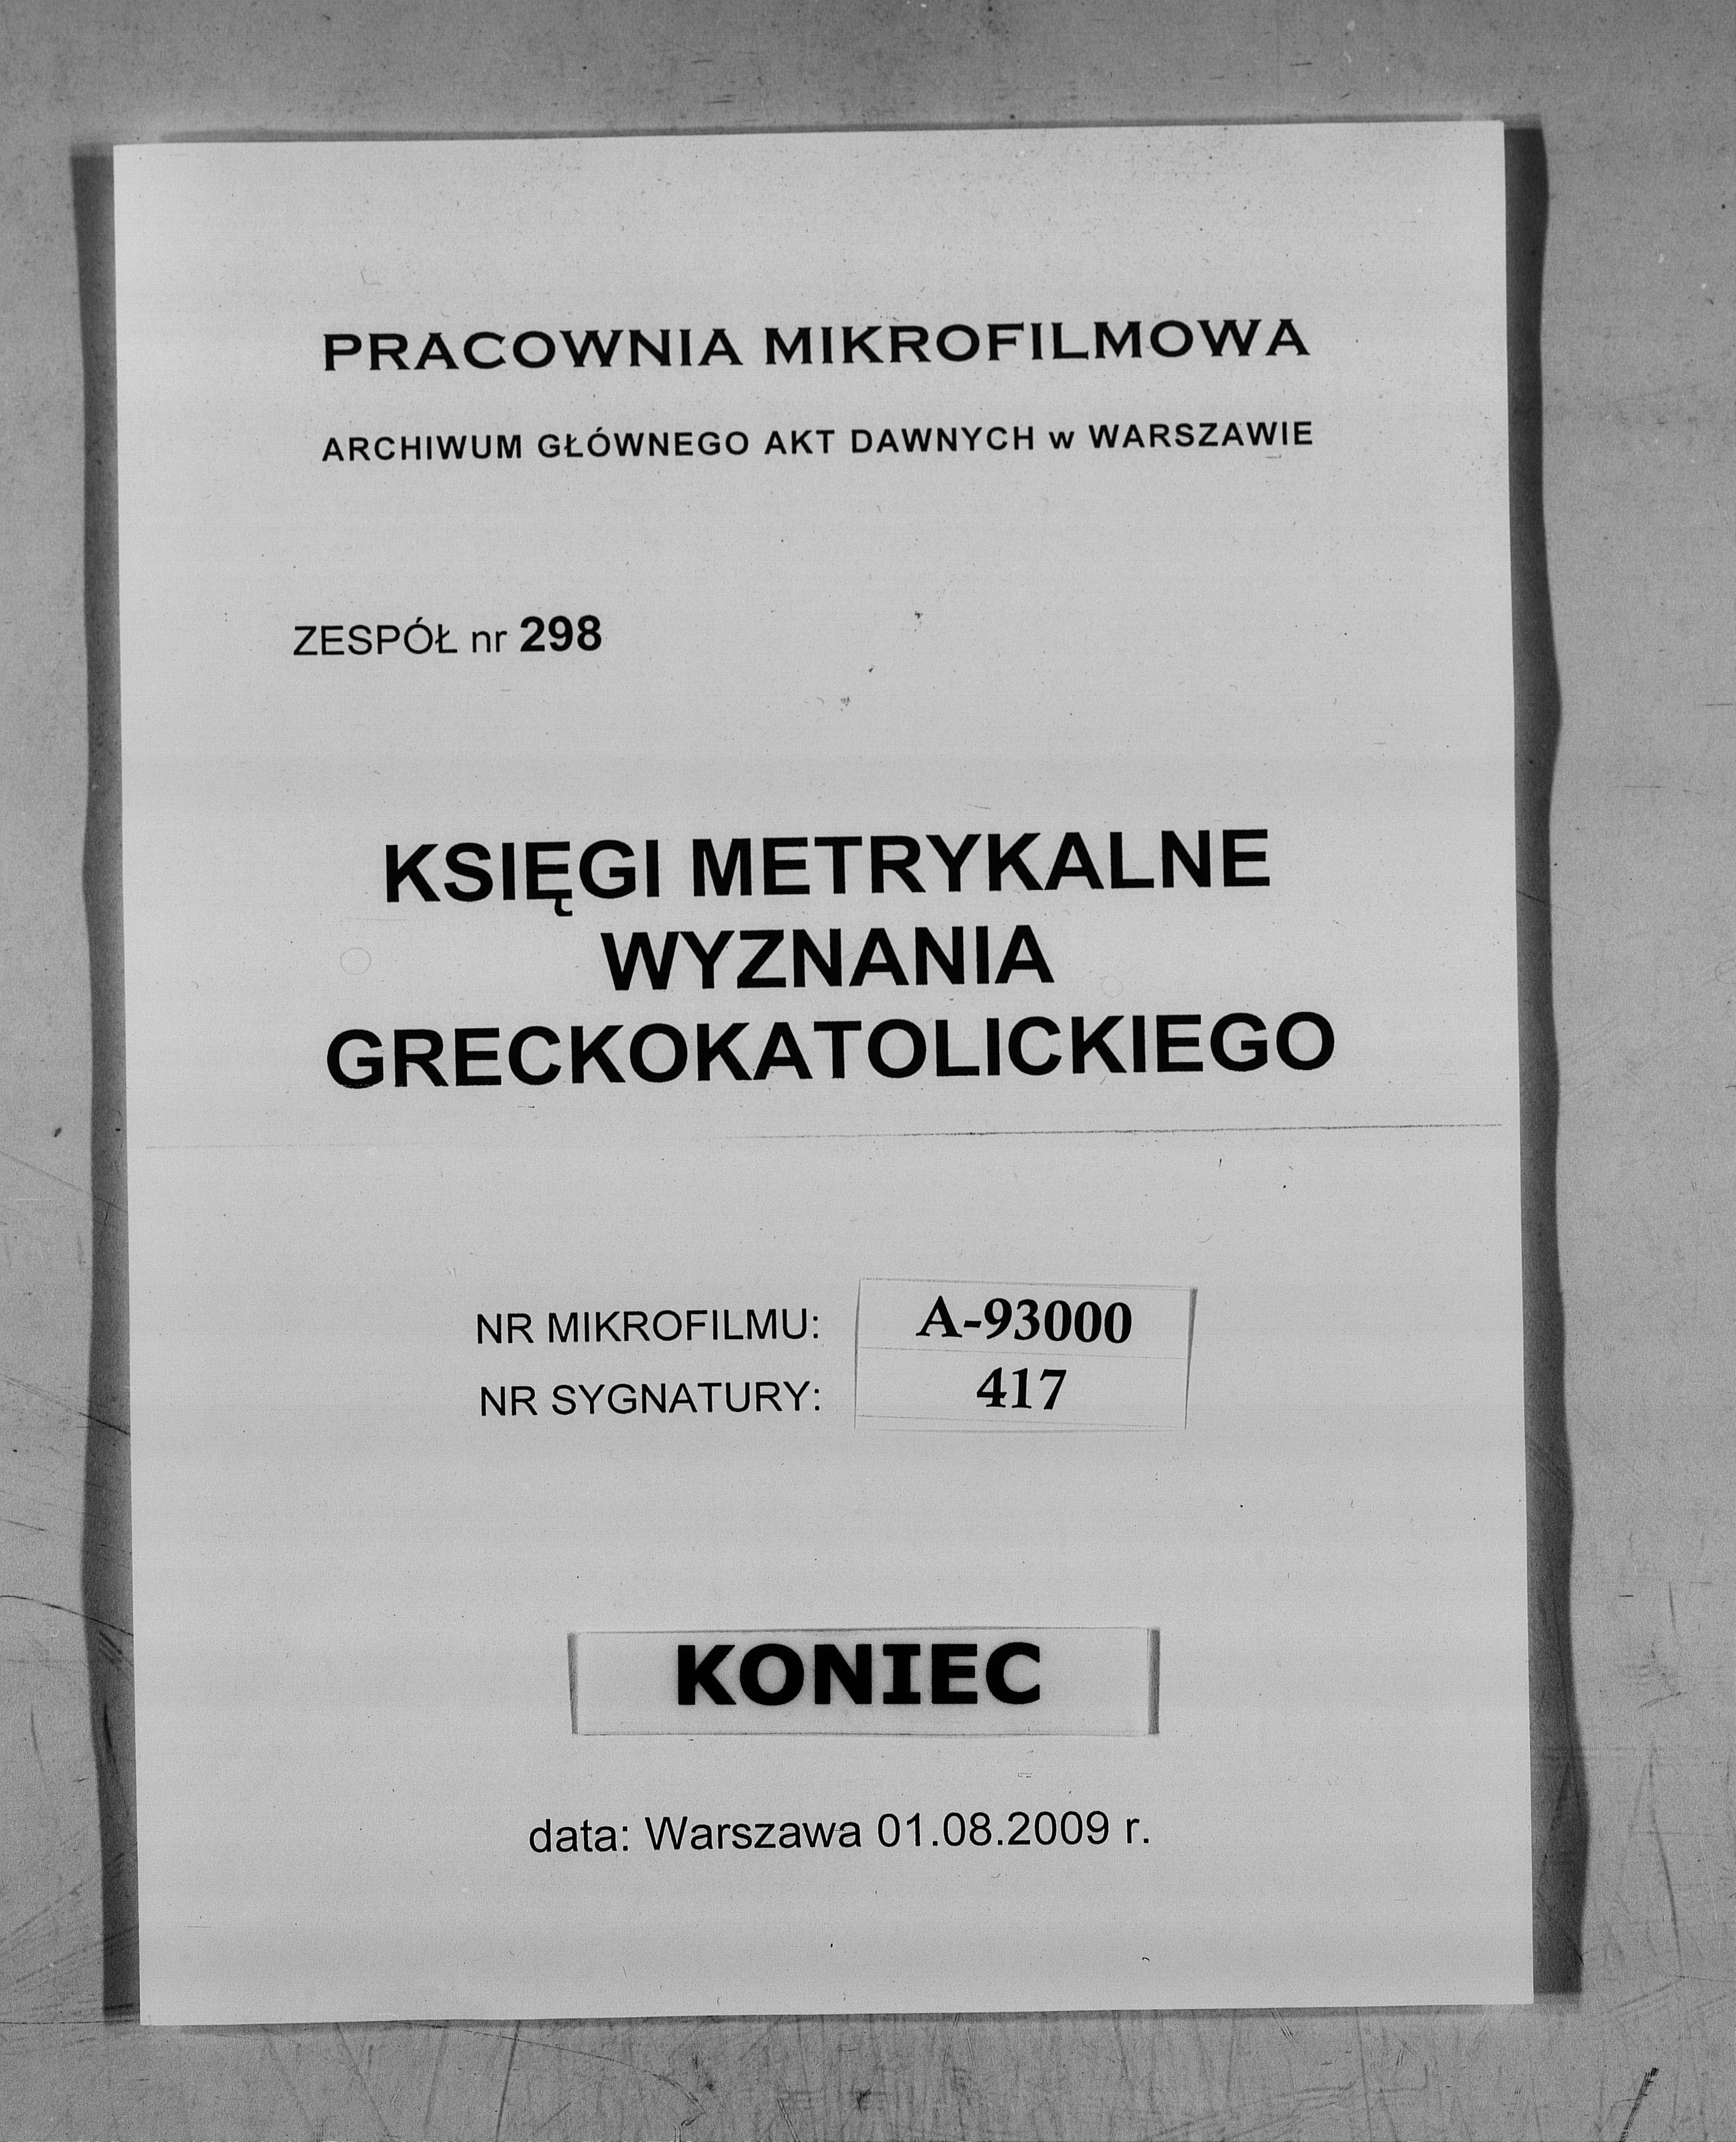 PRACOWNIA MIKROFILMOWA
ARCHIWUM GŁÓWNEGO AKT DAWNYCH w WARSZAWIE
ZESPÓŁ nr 298
KSIĘGI METRYKALNE
WYZNANIA
GRECKOKATOLICKIEGO
NR MIKROFILMU: A-93000
NR SYGNATURY: 417
KONIEC
data: Warszawa 01.08.2009 r.